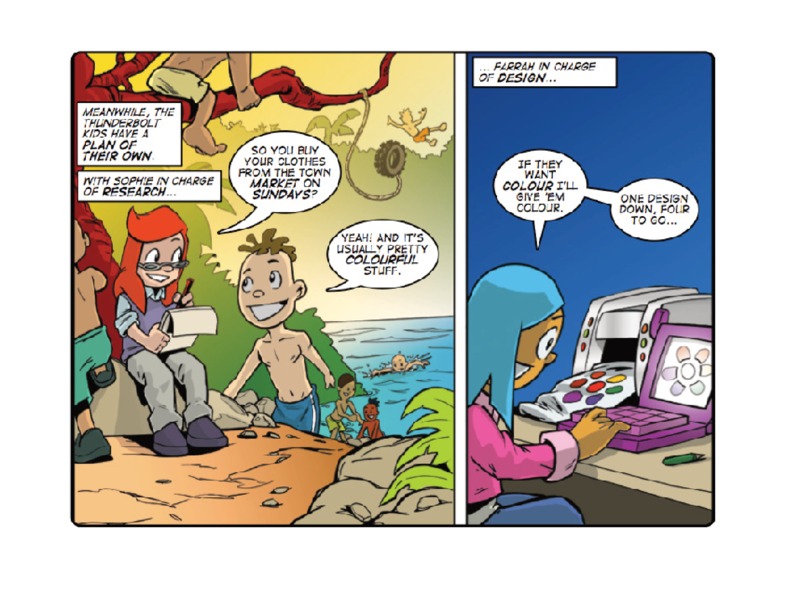 MEANWHILE, THE
THUNDERBOLT
KIDS HAVE A
PLAN OF
THEIR OWN.
WITH SOPHIE IN CHARGE
OF RESEARCH...
SO YOU BUY
YOUR CLOTHES
FROM THE TOWN
MARKET ON
SUNDAYS?
YEAH! AND IT'S
USUALLY PRETTY
COLOURFUL
STUFF.
... FARRAH IN CHARGE
OF DESIGN...
IF THEY
WANT
COLOUR I'LL
GIVE 'EM
COLOUR.
ONE DESIGN
DOWN, FOUR
TO GO...